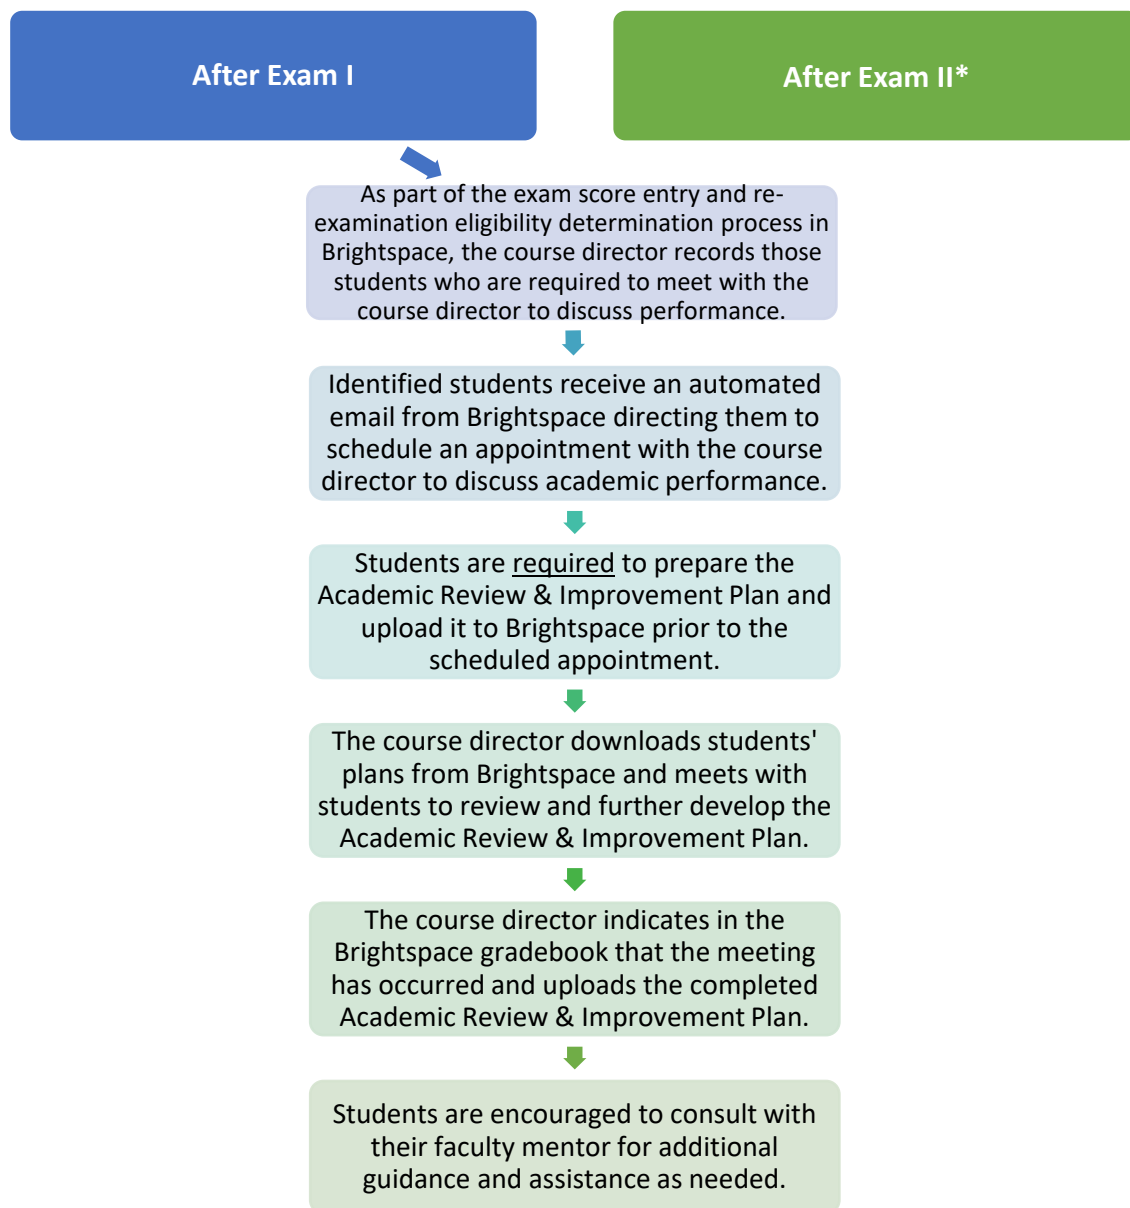 After Exam I
After Exam II*
As part of the exam score entry and re-
examination eligibility determination process in
Brightspace, the course director records those
students who are required to meet with the
course director to discuss performance.
Identified students receive an automated
email from Brightspace directing them to
schedule an appointment with the course
director to discuss academic performance.
Students are required to prepare the
Academic Review & Improvement Plan and
upload it to Brightspace prior to the
scheduled appointment.
The course director downloads students'
plans from Brightspace and meets with
students to review and further develop the
Academic Review & Improvement Plan.
The course director indicates in the
Brightspace gradebook that the meeting
has occurred and uploads the completed
Academic Review & Improvement Plan.
Students are encouraged to consult with
their faculty mentor for additional
guidance and assistance as needed.